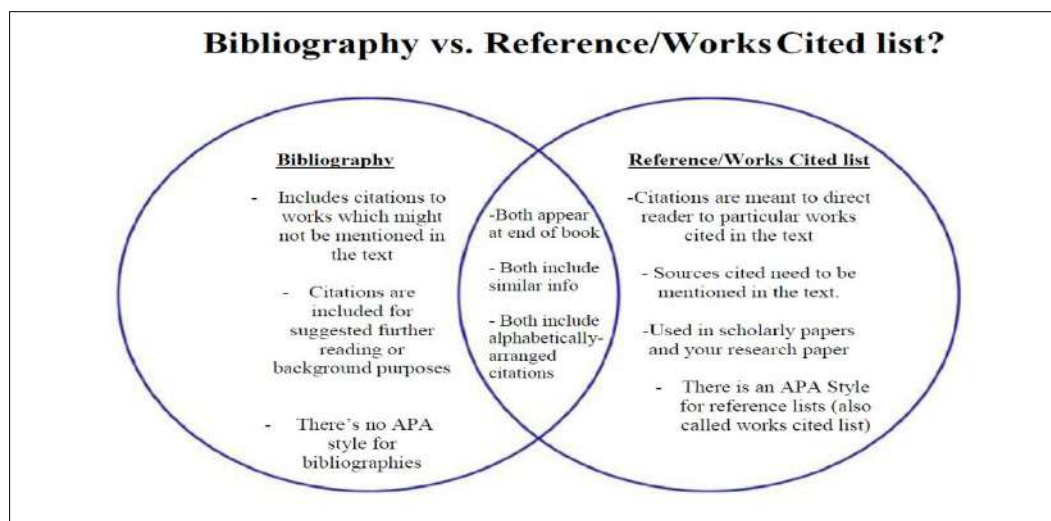 Bibliography vs. Reference/Works Cited list?
Bibliography
- Includes citations to
works which might
not be mentioned in
the text
- Citations are
included for
suggested further
reading or
background purposes
- There's no APA
style for
bibliographies
-Both appear
at end of book
- Both include
similar info
- Both include
alphabetically-
arranged
citations
Reference/Works Cited list
-Citations are meant to direct
reader to particular works
cited in the text
- Sources cited need to be
mentioned in the text.
-Used in scholarly papers
and your research paper
- There is an APA Style
for reference lists (also
called works cited list)